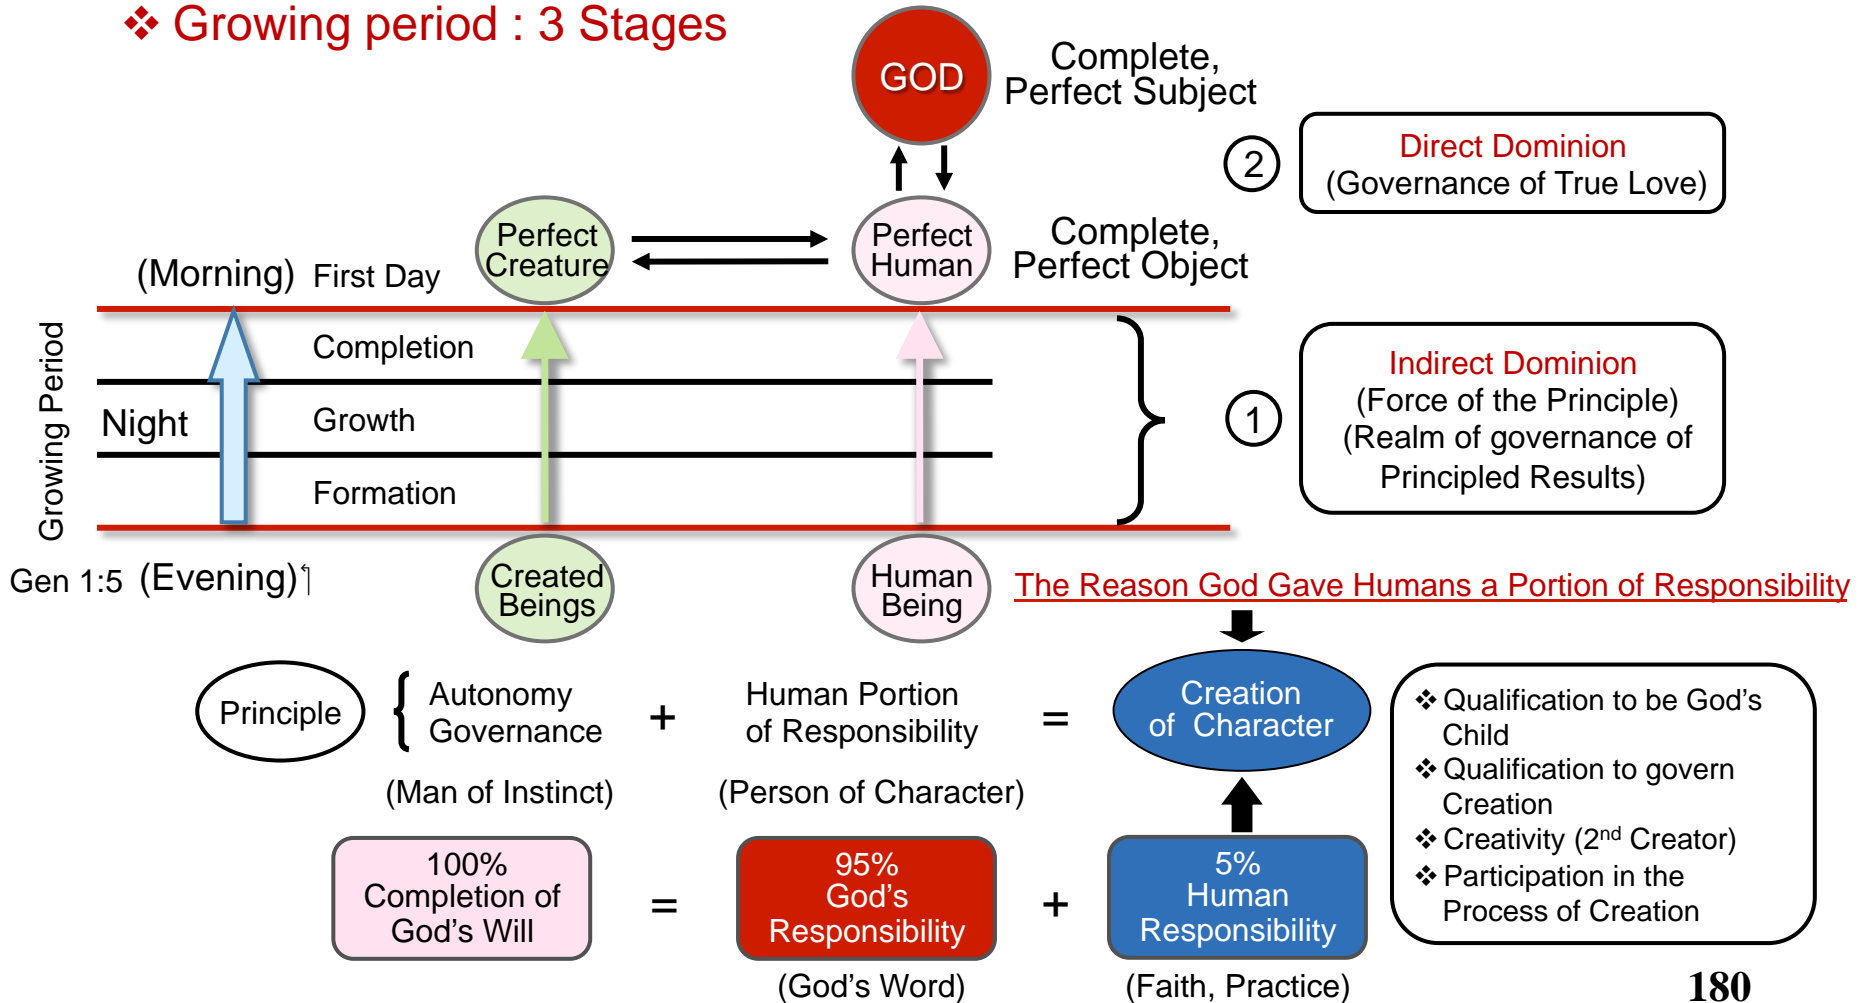 ❖ Growing period : 3 Stages
GOD
Complete,
Perfect Subject
2
Direct Dominion
(Governance of True Love)
Perfect
Creature
Perfect
Human
Complete,
Perfect Object
(Morning) First Day
Growing Period
Night
Completion
Growth
Formation
1
Indirect Dominion
(Force of the Principle)
(Realm of governance of
Principled Results)
Gen 1:5 (Evening)
Created
Beings
Human
Being
The Reason God Gave Humans a Portion of Responsibility
Principle
{ Autonomy
Governance
+
Human Portion
of Responsibility
=
Creation
of Character
(Man of Instinct)
(Person of Character)
❖ Qualification to be God's
Child
❖ Qualification to govern
Creation
❖ Creativity (2nd Creator)
❖ Participation in the
Process of Creation
100%
Completion of
God's Will
=
95%
God's
Responsibility
+
5%
Human
Responsibility
(God's Word)
(Faith, Practice)
180